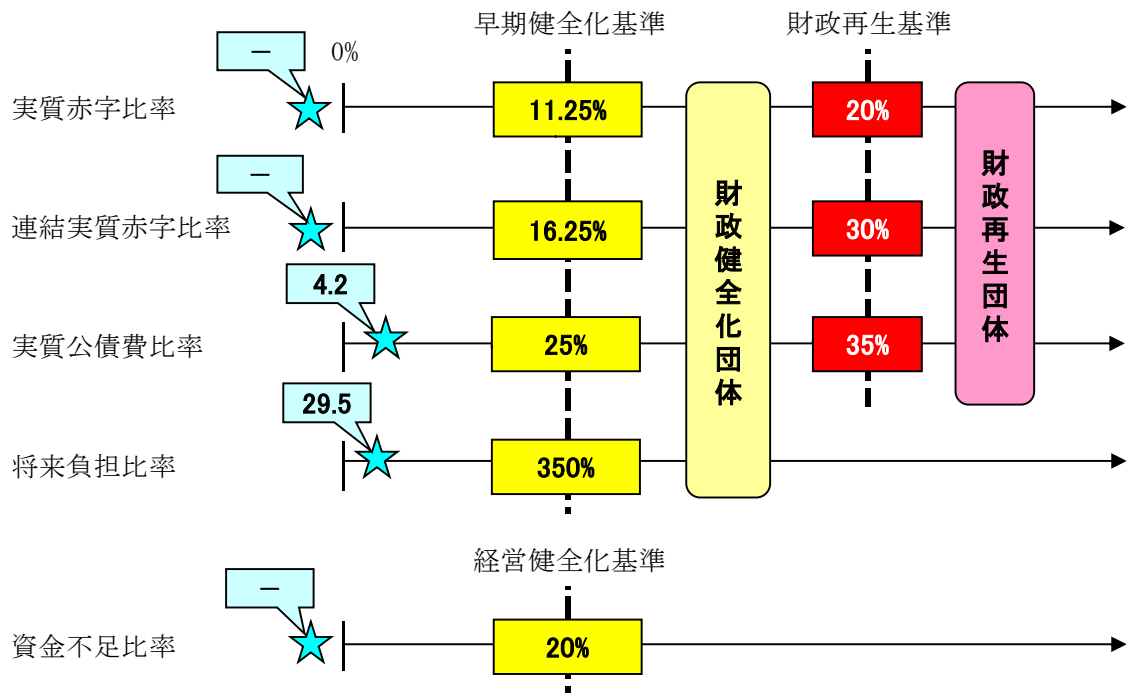 早期健全化基準
財政再生基準
－
0%
実質赤字比率
11.25%
20%
－
連結実質赤字比率
16.25%
30%
4.2
実質公債費比率
25%
35%
29.5
将来負担比率
350%
財政健全化団体
財政再生団体
経営健全化基準
－
資金不足比率
20%